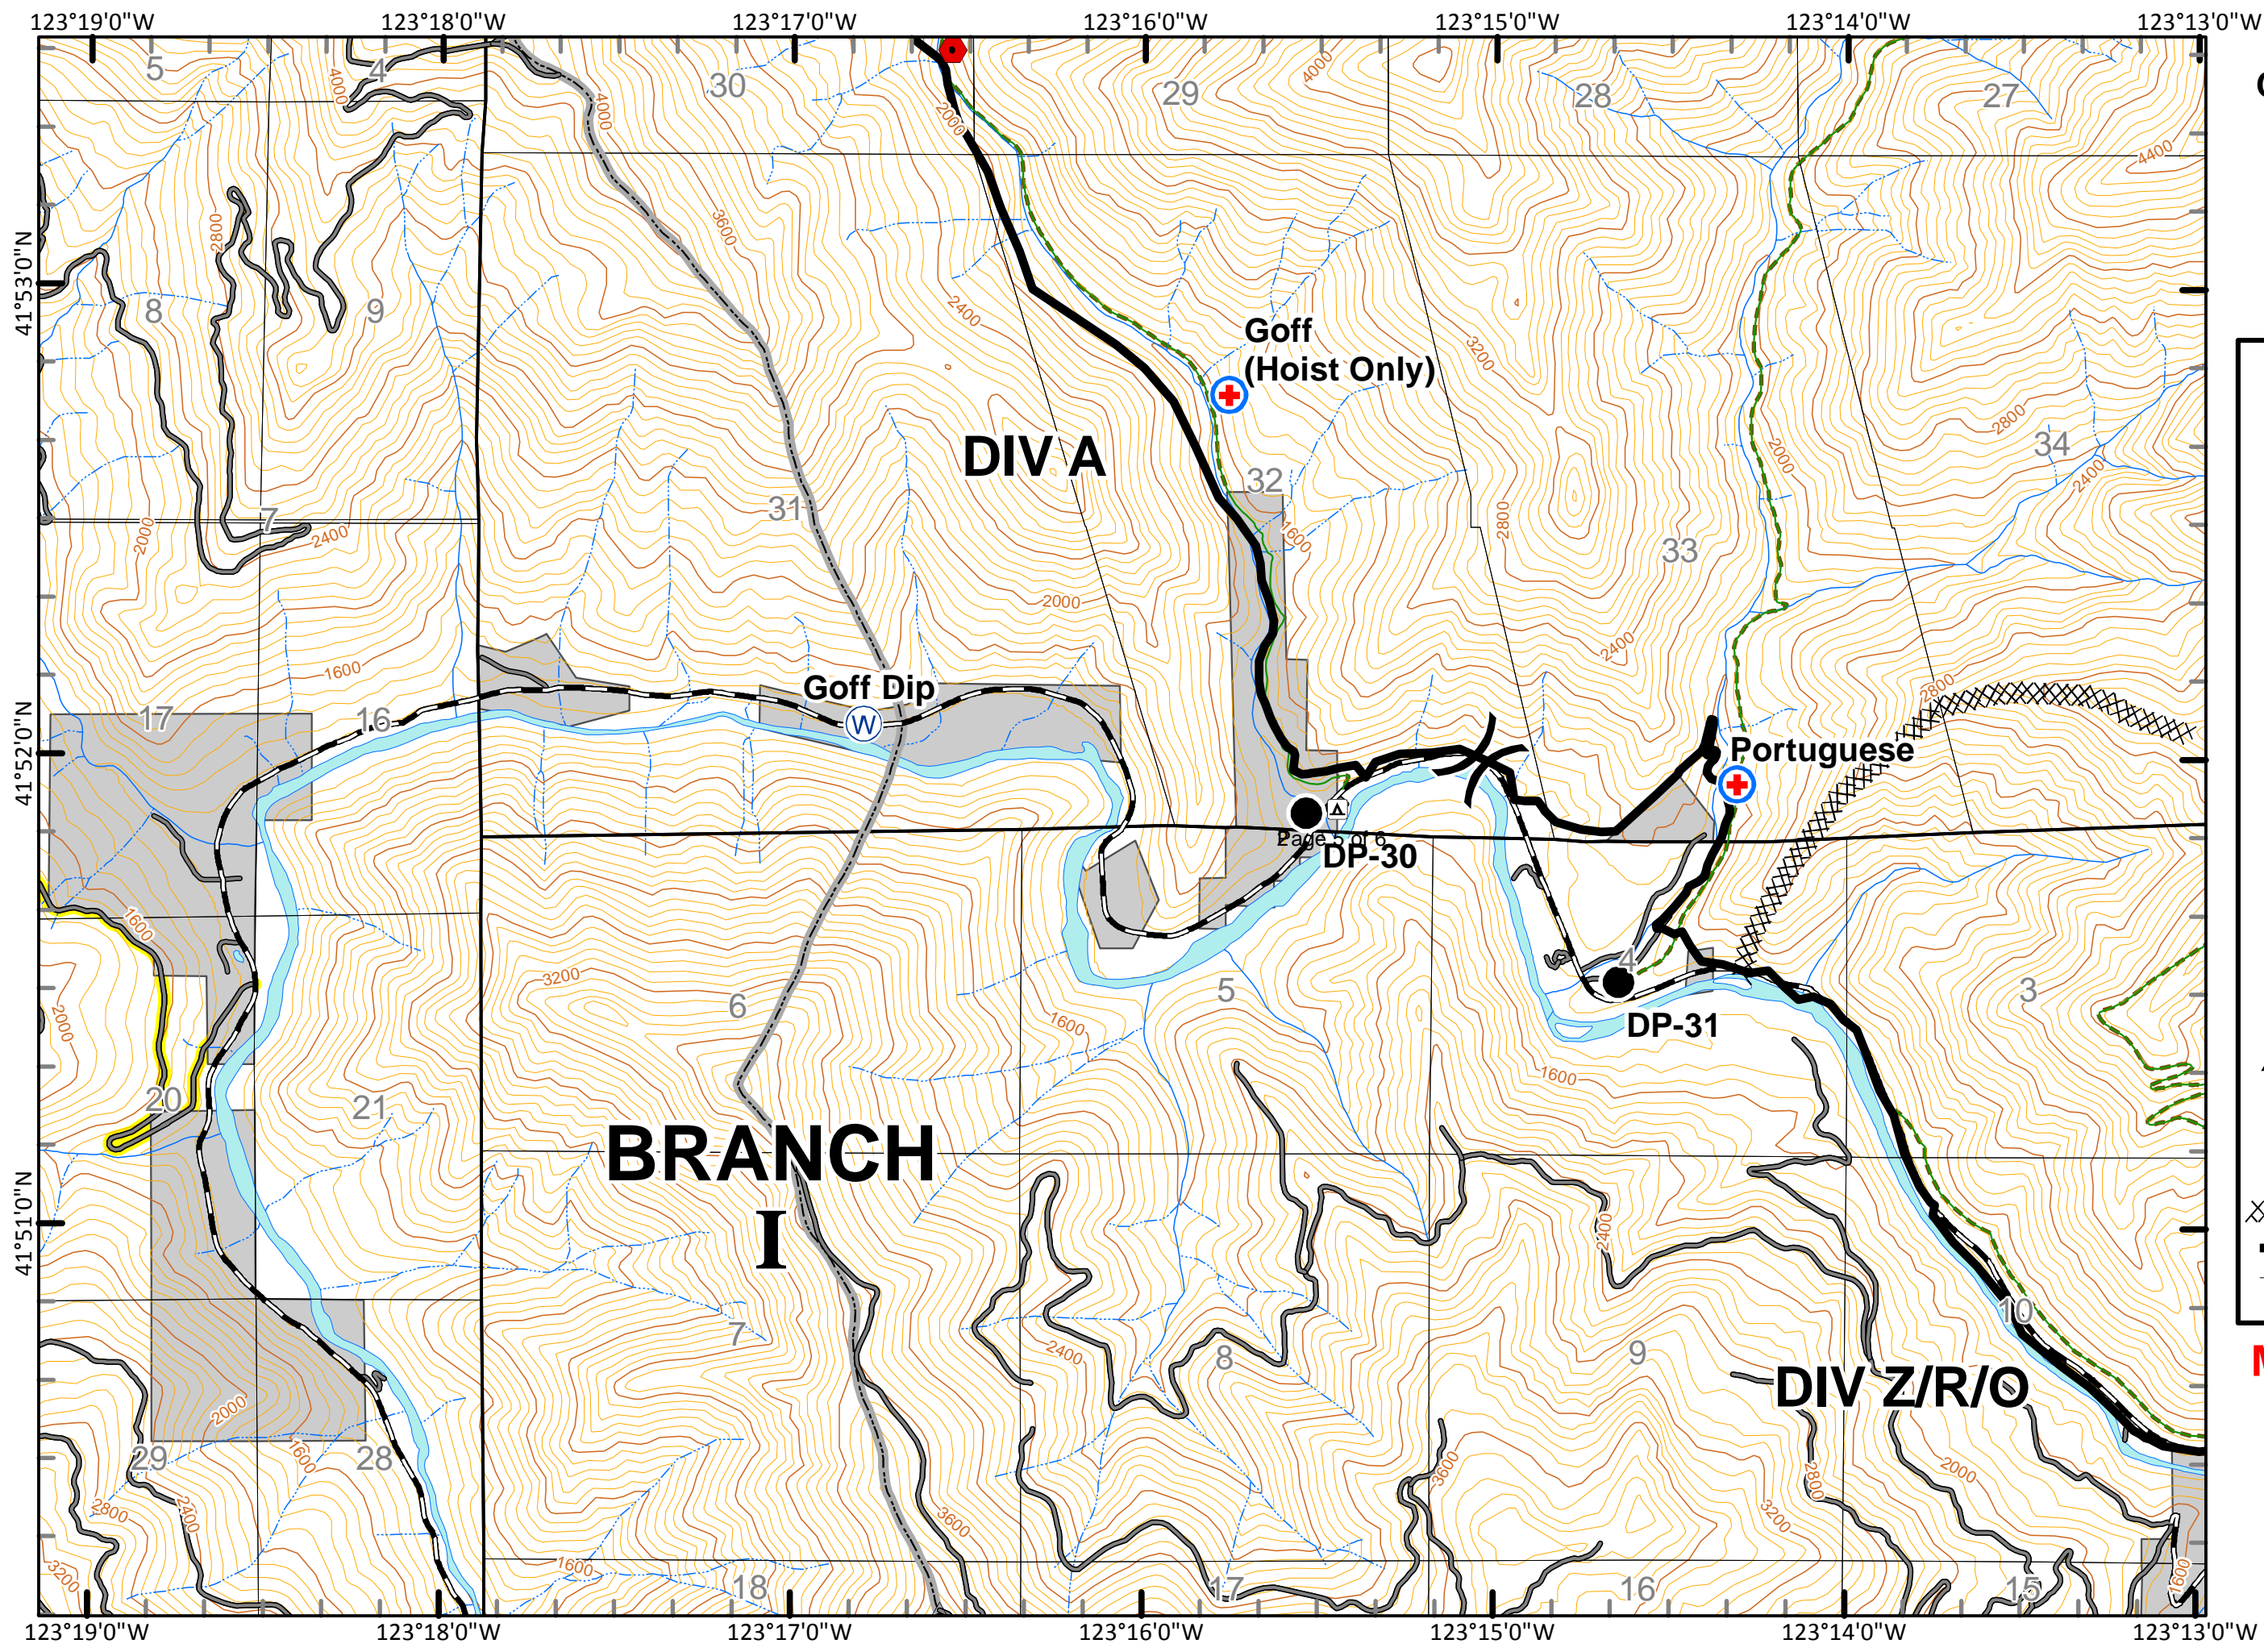 123°19'0"W 123°18'0"W 123°17'0"W 123°16'0"W 123°15'0"W 123°14'0"W 123°13'0"W
5 4 30 29 28 27
4000 4000 2000 4000 4400
41°53'0"N
2800 3600 2400 3200
8 9
Goff
(Hoist Only)
DIV A
32 34
2800 2000 2400
7 31 33
2000 2400 1600 2800
2000 2400
1600 2800
17 16
Goff Dip
W
41°52'0"N
Portuguese
Page 5 of 6
DP-30
1600 3200 2000
4
6 5 3
1600
DP-31
1600
20 21
BRANCH
I
41°51'0"N
2400
10
7 8 9
2400
DIV Z/R/O
2000
29 28
1600 3600 2800 2000
2800 2400 3600 3200
3200 1600 1600
18 17 16 15
M
123°19'0"W 123°18'0"W 123°17'0"W 123°16'0"W 123°15'0"W 123°14'0"W 123°13'0"W